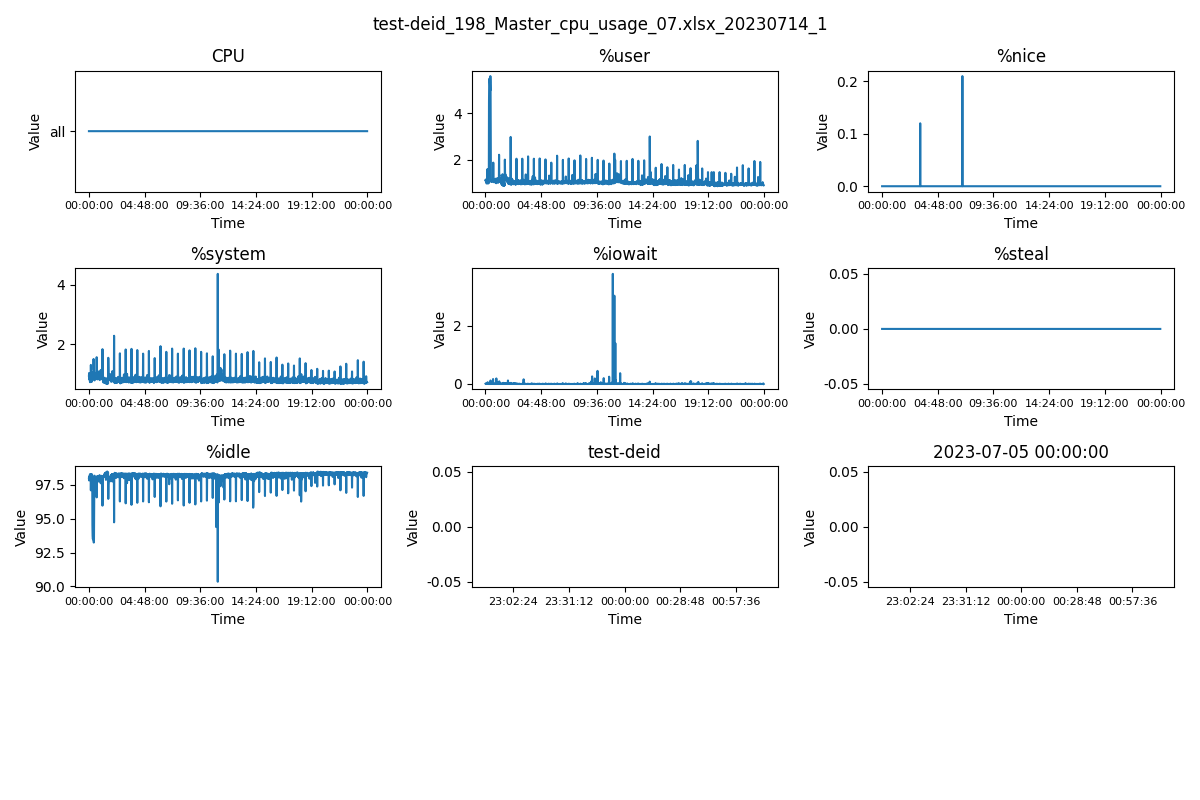 test-deid_198_Master_cpu_usage_07.xlsx_20230714_1
CPU
Value
all
00:00:00 04:48:00 09:36:00 14:24:00 19:12:00 00:00:00
Time
%user
Value
4
2
00:00:00 04:48:00 09:36:00 14:24:00 19:12:00 00:00:00
Time
%nice
Value
0.2
0.1
0.0
00:00:00 04:48:00 09:36:00 14:24:00 19:12:00 00:00:00
Time
%system
Value
4
2
00:00:00 04:48:00 09:36:00 14:24:00 19:12:00 00:00:00
Time
%iowait
Value
2
0
00:00:00 04:48:00 09:36:00 14:24:00 19:12:00 00:00:00
Time
%steal
Value
0.05
0.00
-0.05
00:00:00 04:48:00 09:36:00 14:24:00 19:12:00 00:00:00
Time
%idle
Value
97.5
95.0
92.5
90.0
00:00:00 04:48:00 09:36:00 14:24:00 19:12:00 00:00:00
Time
test-deid
Value
0.05
0.00
-0.05
23:02:24 23:31:12 00:00:00 00:28:48 00:57:36
Time
2023-07-05 00:00:00
Value
0.05
0.00
-0.05
23:02:24 23:31:12 00:00:00 00:28:48 00:57:36
Time